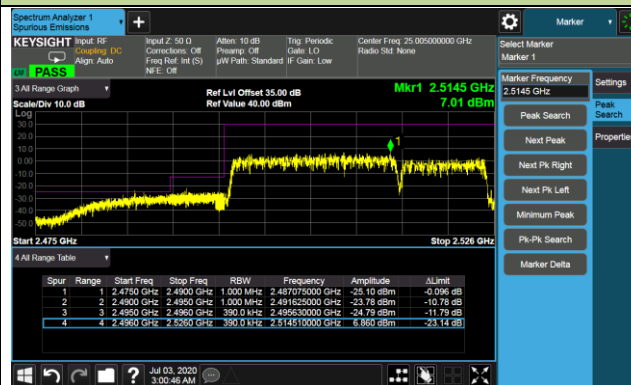 Spectrum Analyzer 1
Spurious Emissions
Marker
KEYSIGHT
Input: RF
Coupling: DC
Align: Auto
Input Z: 50 Ω
Corrections: Off
Freq Ref: Int (S)
NFE: Off
Atten: 10 dB
Preamp: Off
µW Path: Standard
Trig: Periodic
Gate: LO
IF Gain: Low
Center Freq: 25.005000000 GHz
Radio Std: None
PASS
Select Marker
Marker 1
Marker Frequency
2.5145 GHz
Settings
Peak Search
Peak
Search
Next Peak
Properties
Next Pk Right
Next Pk Left
Minimum Peak
Pk-Pk Search
Marker Delta
3 All Range Graph
Scale/Div 10.0 dB
Ref Lvl Offset 35.00 dB
Ref Value 40.00 dBm
Mkr1 2.5145 GHz
7.01 dBm
Log
30.0
20.0
10.0
0.00
-10.0
-20.0
-30.0
-40.0
-50.0
1
Start 2.475 GHz
Stop 2.526 GHz
4 All Range Table
Spur Range Start Freq Stop Freq RBW Frequency Amplitude ΔLimit
1 1 2.4750 GHz 2.4900 GHz 1.000 MHz 2.487075000 GHz -25.10 dBm -0.096 dB
2 2 2.4900 GHz 2.4950 GHz 1.000 MHz 2.491625000 GHz -23.78 dBm -10.78 dB
3 3 2.4950 GHz 2.4960 GHz 390.0 kHz 2.495630000 GHz -24.79 dBm -11.79 dB
4 4 2.4960 GHz 2.5260 GHz 390.0 kHz 2.514510000 GHz 6.860 dBm -23.14 dB
Jul 03, 2020
3:00:46 AM